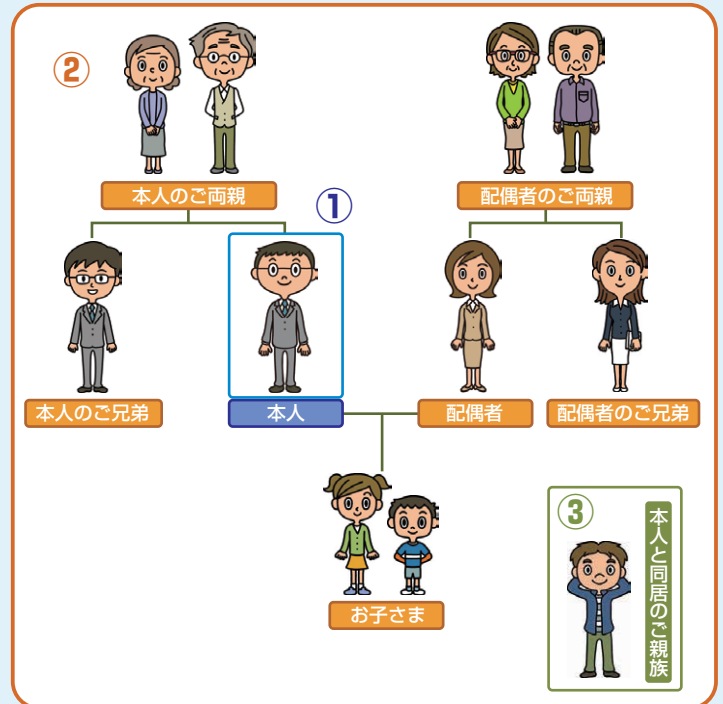 ②
本人のご両親
配偶者のご両親
①
本人のご兄弟
本人
配偶者
配偶者のご兄弟
お子さま
③
本人と同居のご親族